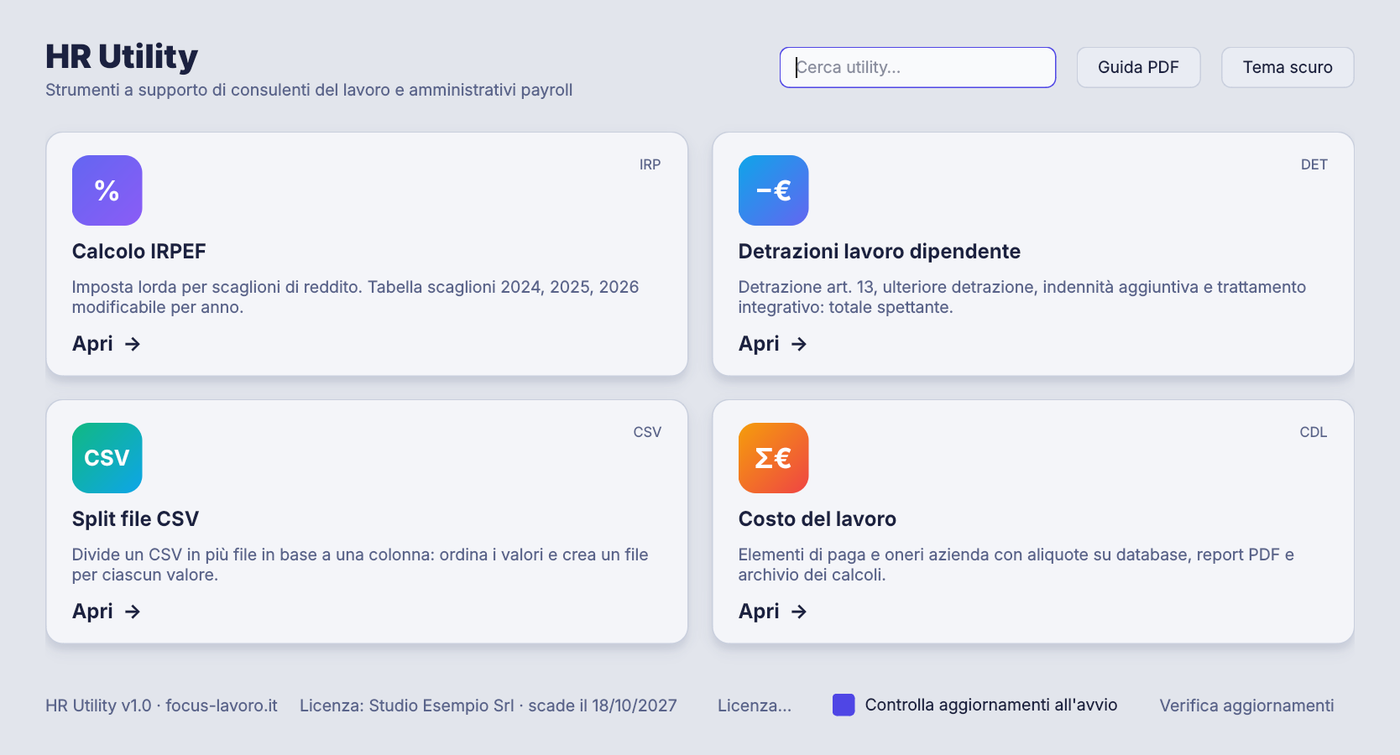 HR Utility
Strumenti a supporto di consulenti del lavoro e amministrativi payroll
Cerca utility...
Guida PDF
Tema scuro
%
IRP
Calcolo IRPEF
Imposta lorda per scaglioni di reddito. Tabella scaglioni 2024, 2025, 2026
modificabile per anno.
Apri →
−€
DET
Detrazioni lavoro dipendente
Detrazione art. 13, ulteriore detrazione, indennità aggiuntiva e trattamento
integrativo: totale spettante.
Apri →
CSV
CSV
Split file CSV
Divide un CSV in più file in base a una colonna: ordina i valori e crea un file
per ciascun valore.
Apri →
Σ€
CDL
Costo del lavoro
Elementi di paga e oneri azienda con aliquote su database, report PDF e
archivio dei calcoli.
Apri →
HR Utility v1.0 · focus-lavoro.it
Licenza: Studio Esempio Srl · scade il 18/10/2027
Licenza...
Controlla aggiornamenti all'avvio
Verifica aggiornamenti